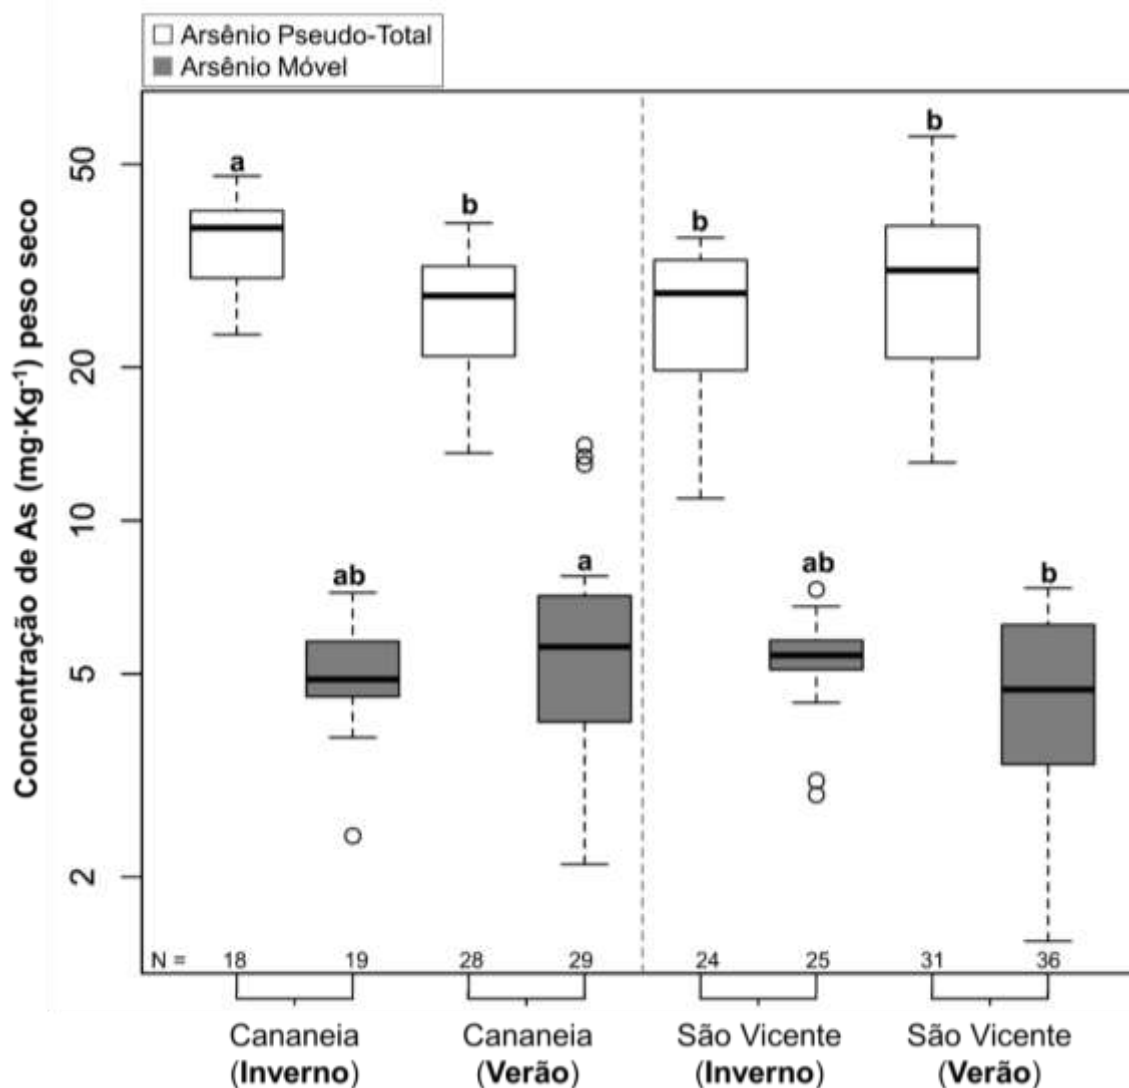 Arsênio Pseudo-Total
Arsênio Móvel
Concentração de As (mg·Kg⁻¹) peso seco
50
20
10
5
2
a
b
b
b
ab
a
ab
b
N = 18 19 28 29 24 25 31 36
Cananeia
(Inverno)
Cananeia
(Verão)
São Vicente
(Inverno)
São Vicente
(Verão)